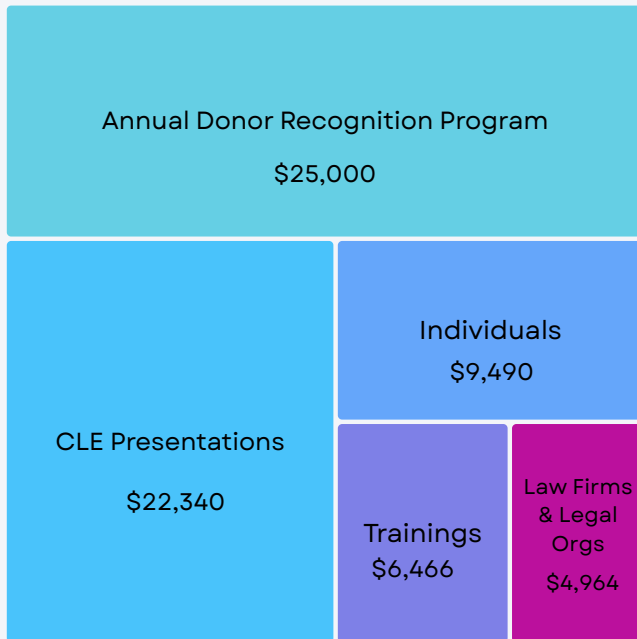 Annual Donor Recognition Program
$25,000
CLE Presentations
$22,340
Individuals
$9,490
Trainings
$6,466
Law Firms
& Legal
Orgs
$4,964